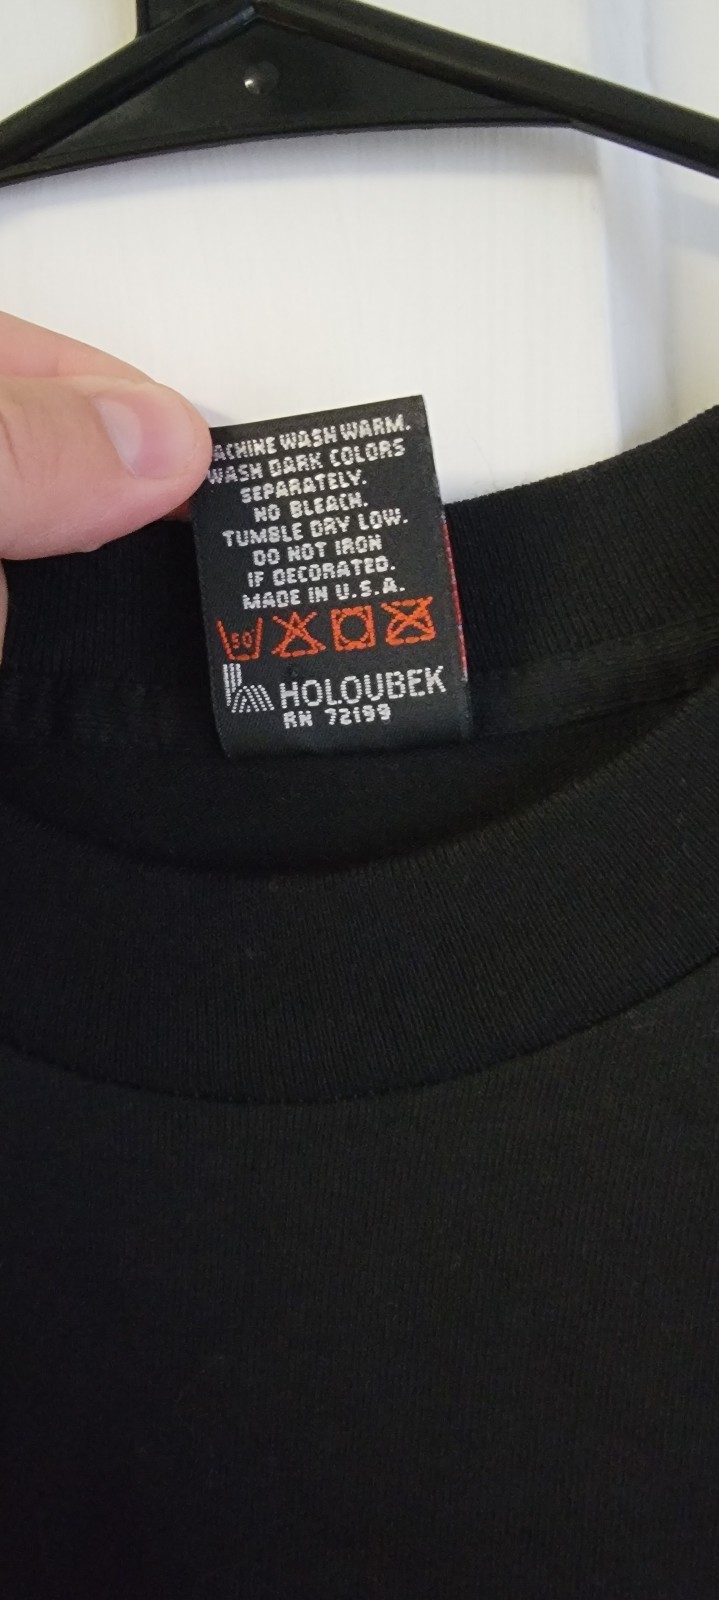 ACHINE WASH WARM.
WASH DARK COLORS
SEPARATELY.
NO BLEACH.
TUMBLE DRY LOW.
DO NOT IRON
IF DECORATED.
MADE IN U.S.A.
50°
HOLOUBEK
RN 72199